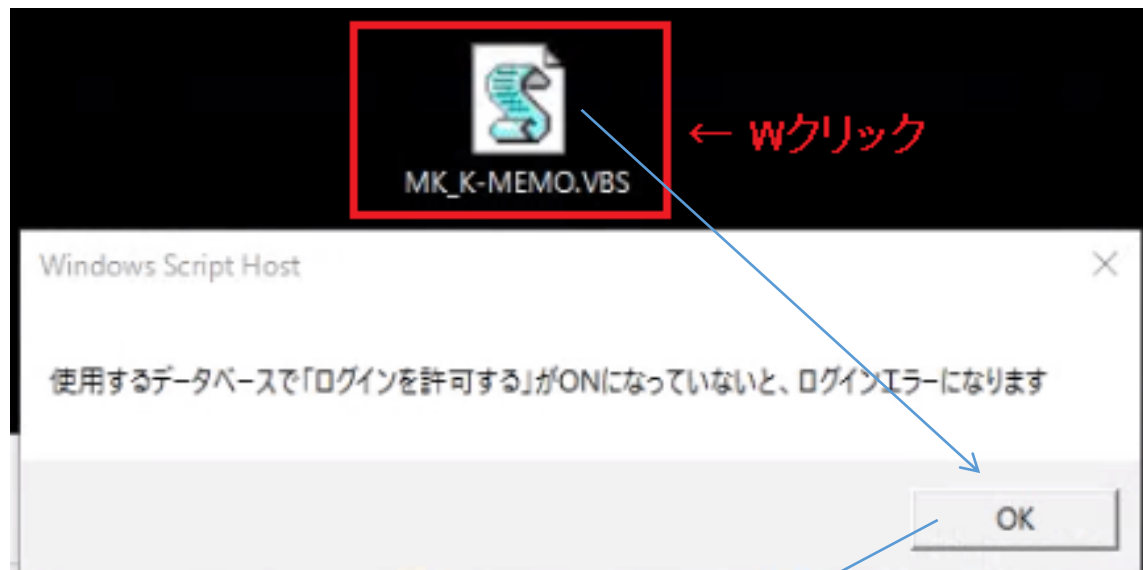 ← Wクリック
MK_K-MEMO.VBS
Windows Script Host
使用するデータベースで「ログインを許可する」がONになっていないと、ログインエラーになります
OK